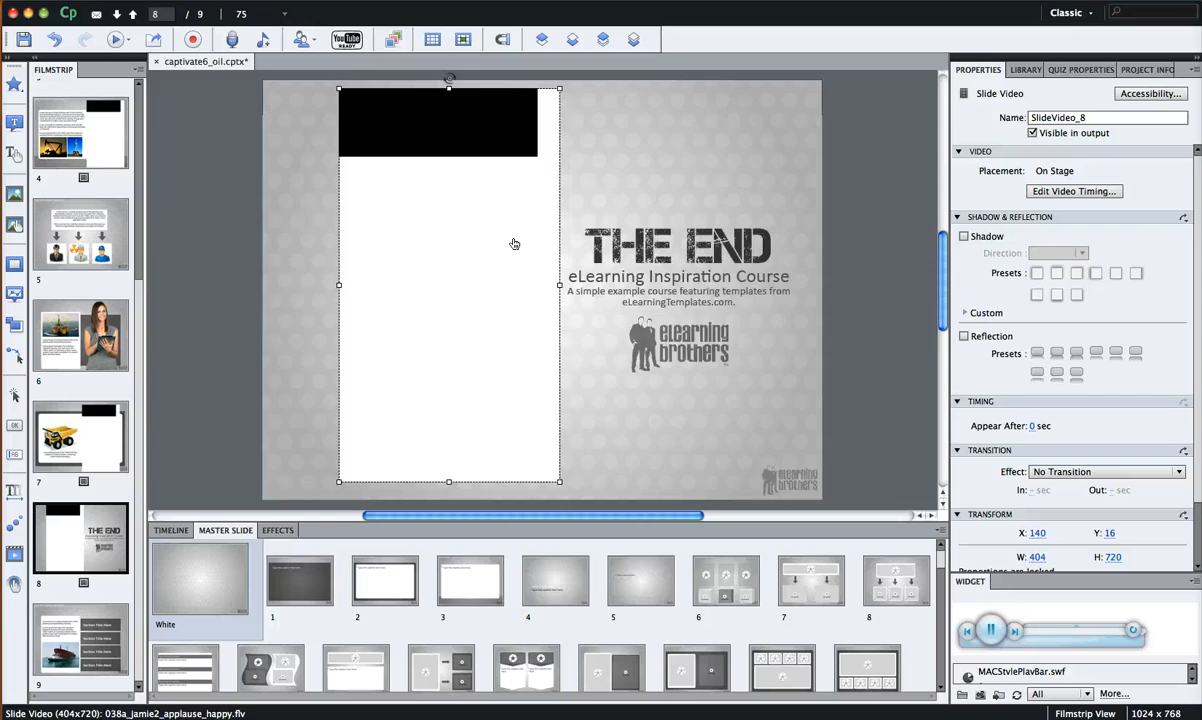 Cp
8 / 9
75
Classic
YouTube
READY
FILMSTRIP
× captivate6_oil.cptx*
4
5
6
7
8
9
THE END
eLearning Inspiration Course
A simple example course featuring templates from
eLearningTemplates.com.
eLearning
brothers
eLearning
brothers
TIMELINE MASTER SLIDE EFFECTS
White
1 2 3 4 5 6 7 8
PROPERTIES LIBRARY QUIZ PROPERTIES PROJECT INFO
Slide Video
Accessibility...
Name: SlideVideo_8
Visible in output
VIDEO
Placement: On Stage
Edit Video Timing...
SHADOW & REFLECTION
Shadow
Direction:
Presets:
Custom
Reflection
Presets:
TIMING
Appear After: 0 sec
TRANSITION
Effect: No Transition
In: - sec Out: - sec
TRANSFORM
X: 140 Y: 16
W: 404 H: 720
WIDGET
MACStylePlayBar.swf
All
More...
Slide Video (404x720): 038a_jamie2_applause_happy.flv
Filmstrip View
1024 x 768